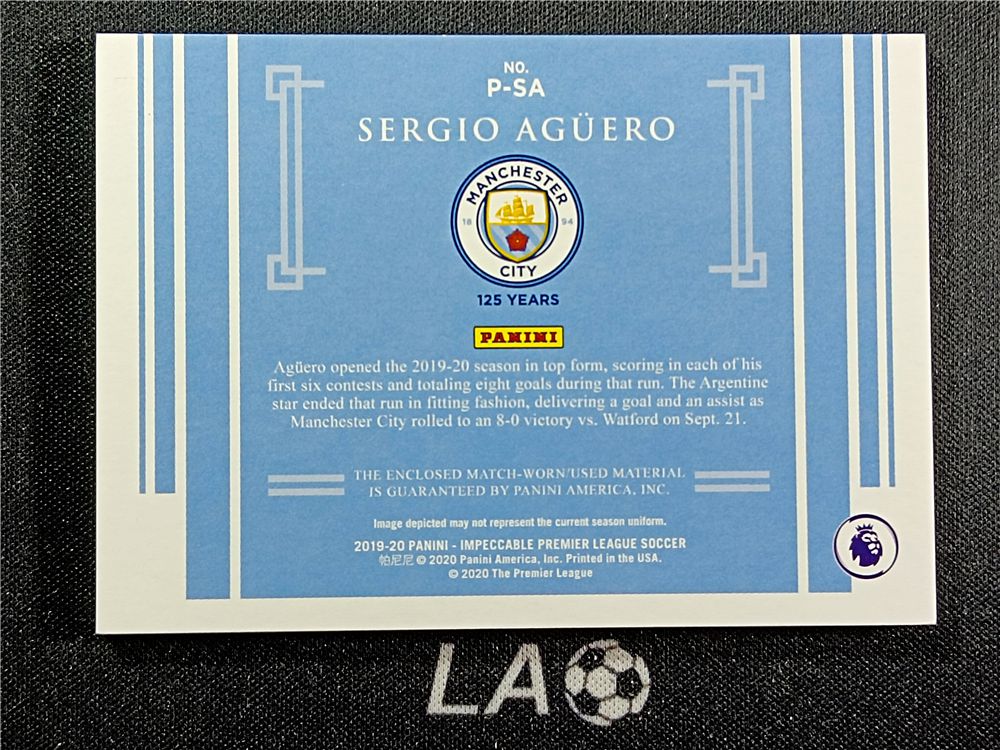 NO.
P-SA
SERGIO AGÜERO
MANCHESTER
18 94
CITY
125 YEARS
PANINI
Agüero opened the 2019-20 season in top form, scoring in each of his
first six contests and totaling eight goals during that run. The Argentine
star ended that run in fitting fashion, delivering a goal and an assist as
Manchester City rolled to an 8-0 victory vs. Watford on Sept. 21.
THE ENCLOSED MATCH-WORN/USED MATERIAL
IS GUARANTEED BY PANINI AMERICA, INC.
Image depicted may not represent the current season uniform.
2019-20 PANINI - IMPECCABLE PREMIER LEAGUE SOCCER
帕尼尼 © 2020 Panini America, Inc. Printed in the USA.
© 2020 The Premier League
LA